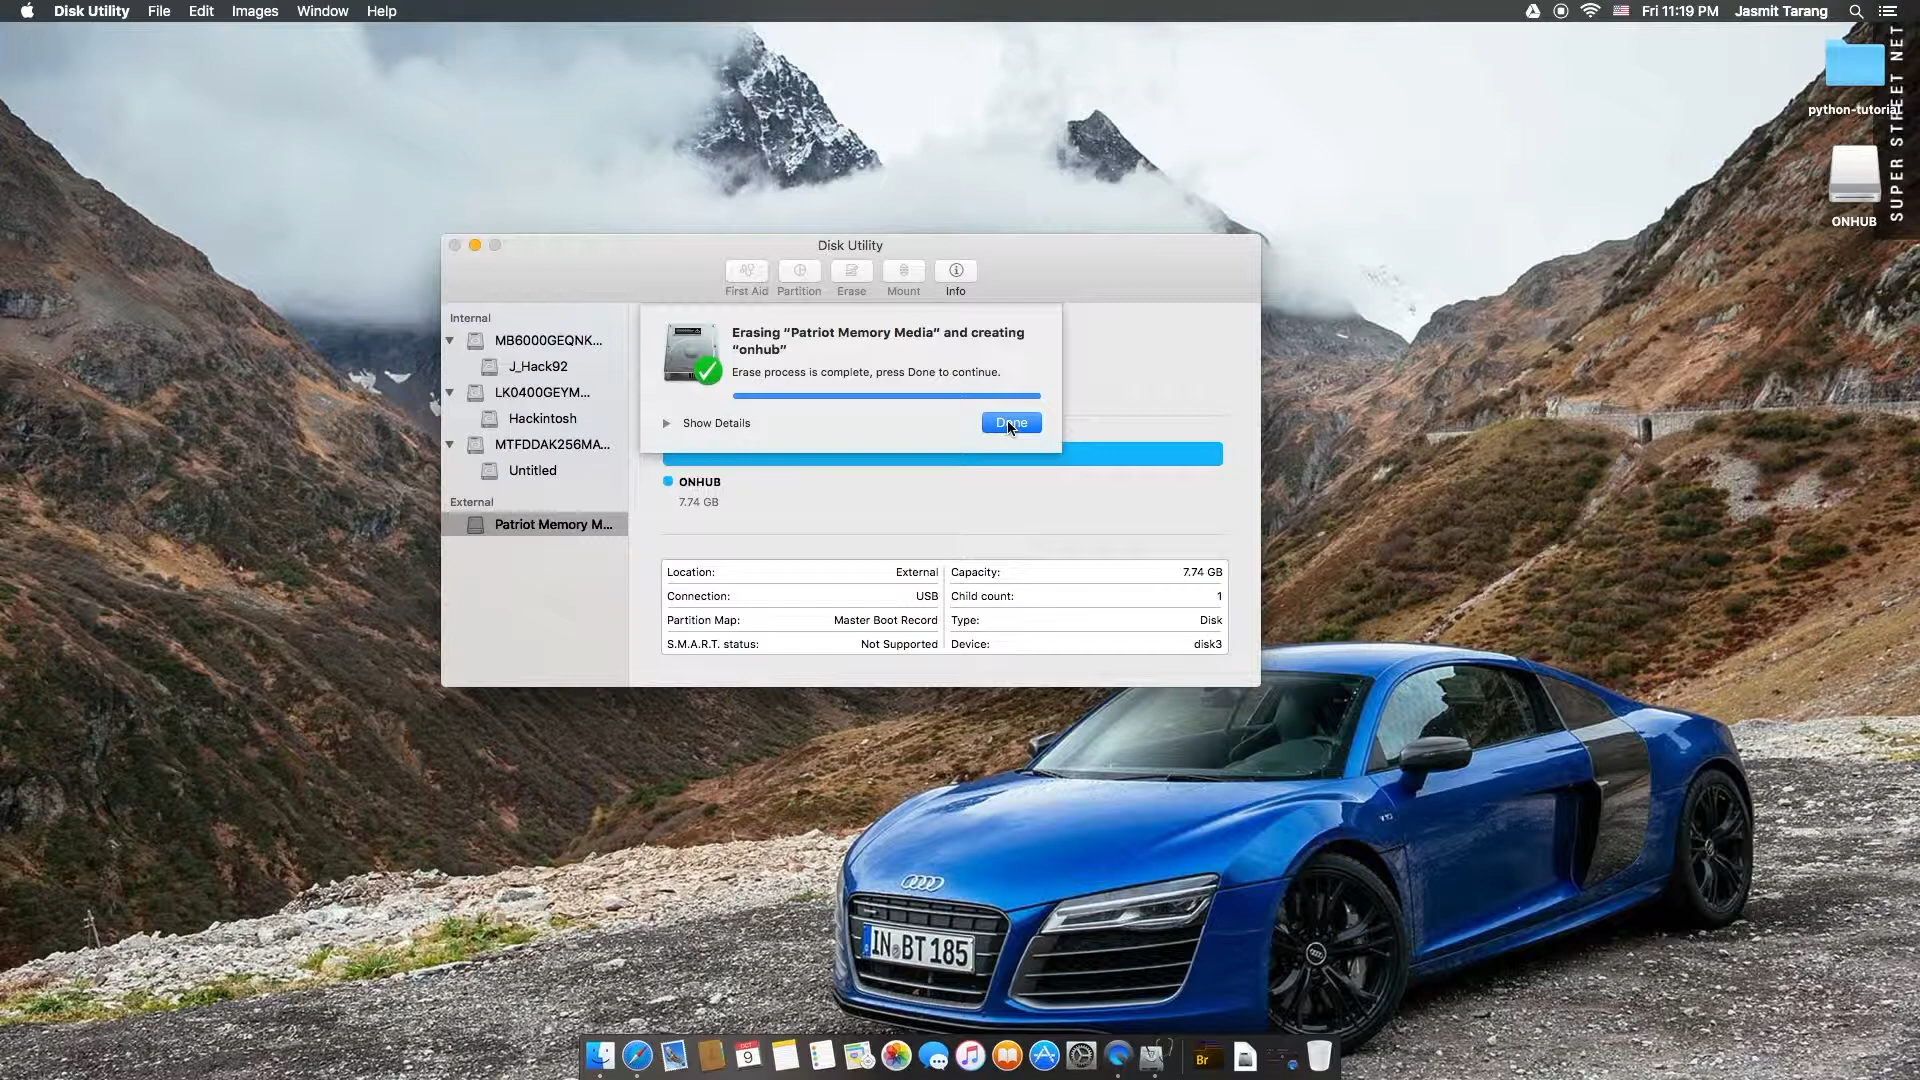 Disk Utility File Edit Images Window Help Fri 11:19 PM Jasmit Tarang
SUPER STREET NET
python-tutorial
ONHUB
Disk Utility
First Aid Partition Erase Mount Info
Internal
MB6000GEQNK...
J_Hack92
LK0400GEYM...
Hackintosh
MTFDDAK256MA...
Untitled
External
Patriot Memory M...
Erasing “Patriot Memory Media” and creating
“onhub”
Erase process is complete, press Done to continue.
Show Details Done
ONHUB
7.74 GB
Location: External Capacity: 7.74 GB
Connection: USB Child count: 1
Partition Map: Master Boot Record Type: Disk
S.M.A.R.T. status: Not Supported Device: disk3
IN BT 185
OCT
9
Br